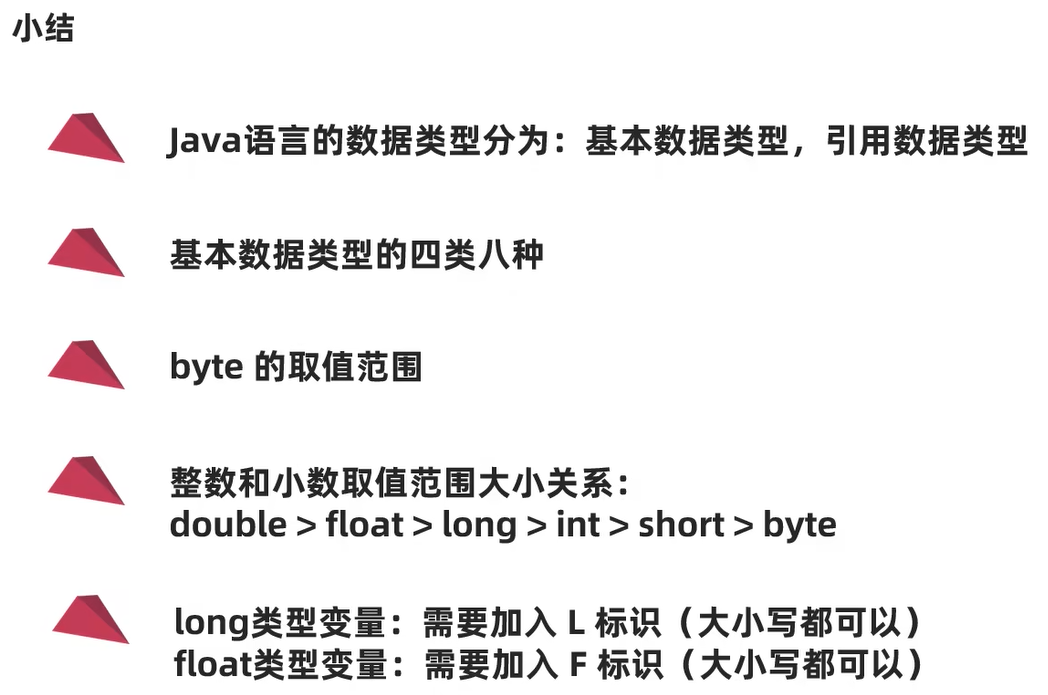 小结
Java语言的数据类型分为：基本数据类型，引用数据类型
基本数据类型的四类八种
byte 的取值范围
整数和小数取值范围大小关系：
double > float > long > int > short > byte
long类型变量：需要加入 L 标识（大小写都可以）
float类型变量：需要加入 F 标识（大小写都可以）